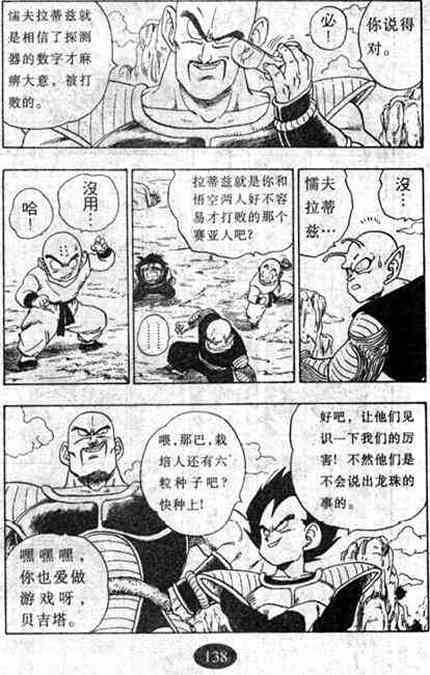 你说得
对。
必！
懦夫拉蒂兹就
是相信了探测
器的数字才麻
痹大意，被打
败的。
沒…
懦夫
拉蒂
兹…
拉蒂兹就是你和
悟空两人好不容
易才打败的那个
赛亚人吧？
………
沒用…
哈！
好吧，让他们见
识一下我们的厉
害！不然他们是
不会说出龙珠的
事的。
喂，那巴，栽
培人还有六
粒种子吧？
快种上！
嘿嘿嘿，
你也爱做
游戏呀，
贝吉塔。
138